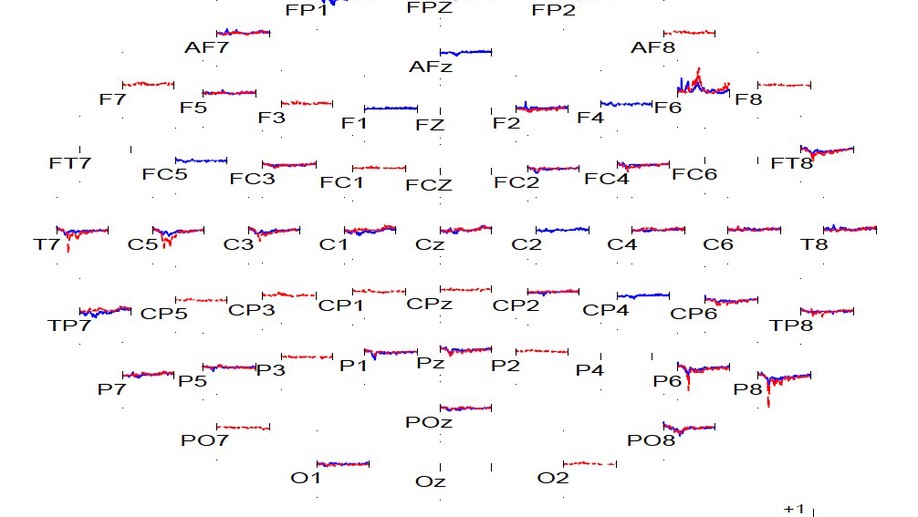 FP1 FPZ FP2
AF7 AF8
AFz
F7 F5 F3 F1 FZ F2 F4 F6 F8
FT7 FC5 FC3 FC1 FCZ FC2 FC4 FC6 FT8
T7 C5 C3 C1 Cz C2 C4 C6 T8
TP7 CP5 CP3 CP1 CPz CP2 CP4 CP6 TP8
P7 P5 P3 P1 Pz P2 P4 P6 P8
PO7 POz PO8
O1 Oz O2
+1